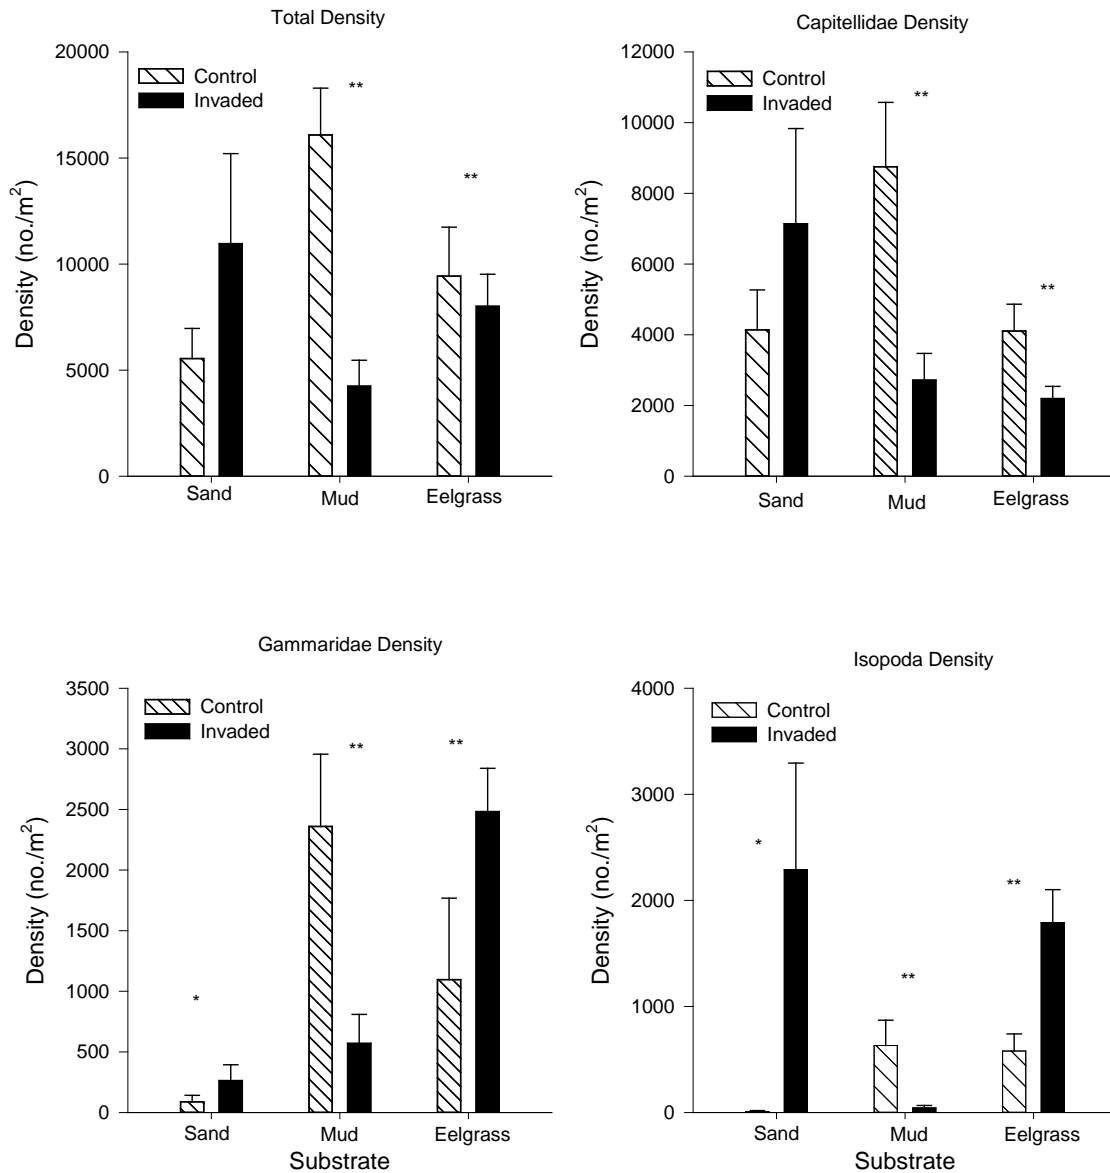 Total Density
20000
15000
10000
5000
0
Density (no./m²)
Control
Invaded
**
**
Sand
Mud
Eelgrass
Capitellidae Density
12000
10000
8000
6000
4000
2000
0
Density (no./m²)
Control
Invaded
**
**
Sand
Mud
Eelgrass
Gammaridae Density
3500
3000
2500
2000
1500
1000
500
0
Density (no./m²)
Control
Invaded
**
**
*
Sand
Mud
Eelgrass
Substrate
Isopoda Density
4000
3000
2000
1000
0
Density (no./m²)
Control
Invaded
*
**
**
Sand
Mud
Eelgrass
Substrate